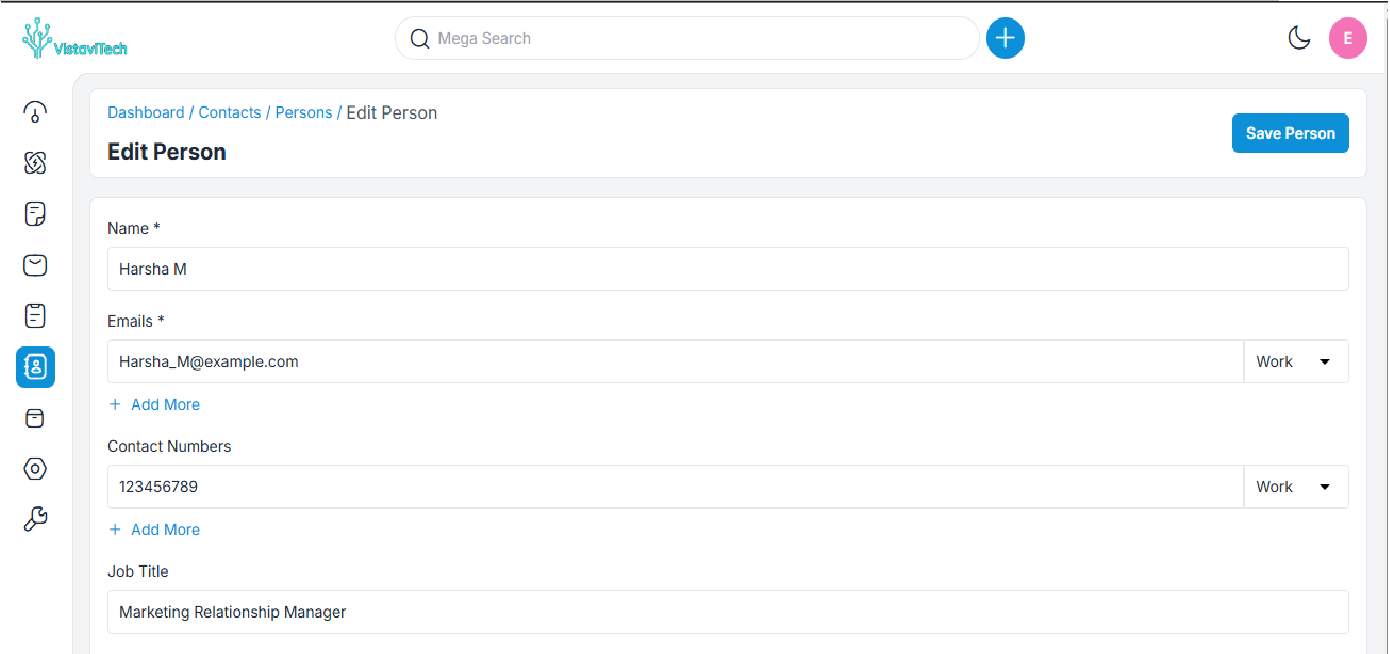 VistaviTech
Mega Search
E
Dashboard / Contacts / Persons / Edit Person
Edit Person
Save Person
Name *
Harsha M
Emails *
Harsha_M@example.com Work
+ Add More
Contact Numbers
123456789 Work
+ Add More
Job Title
Marketing Relationship Manager